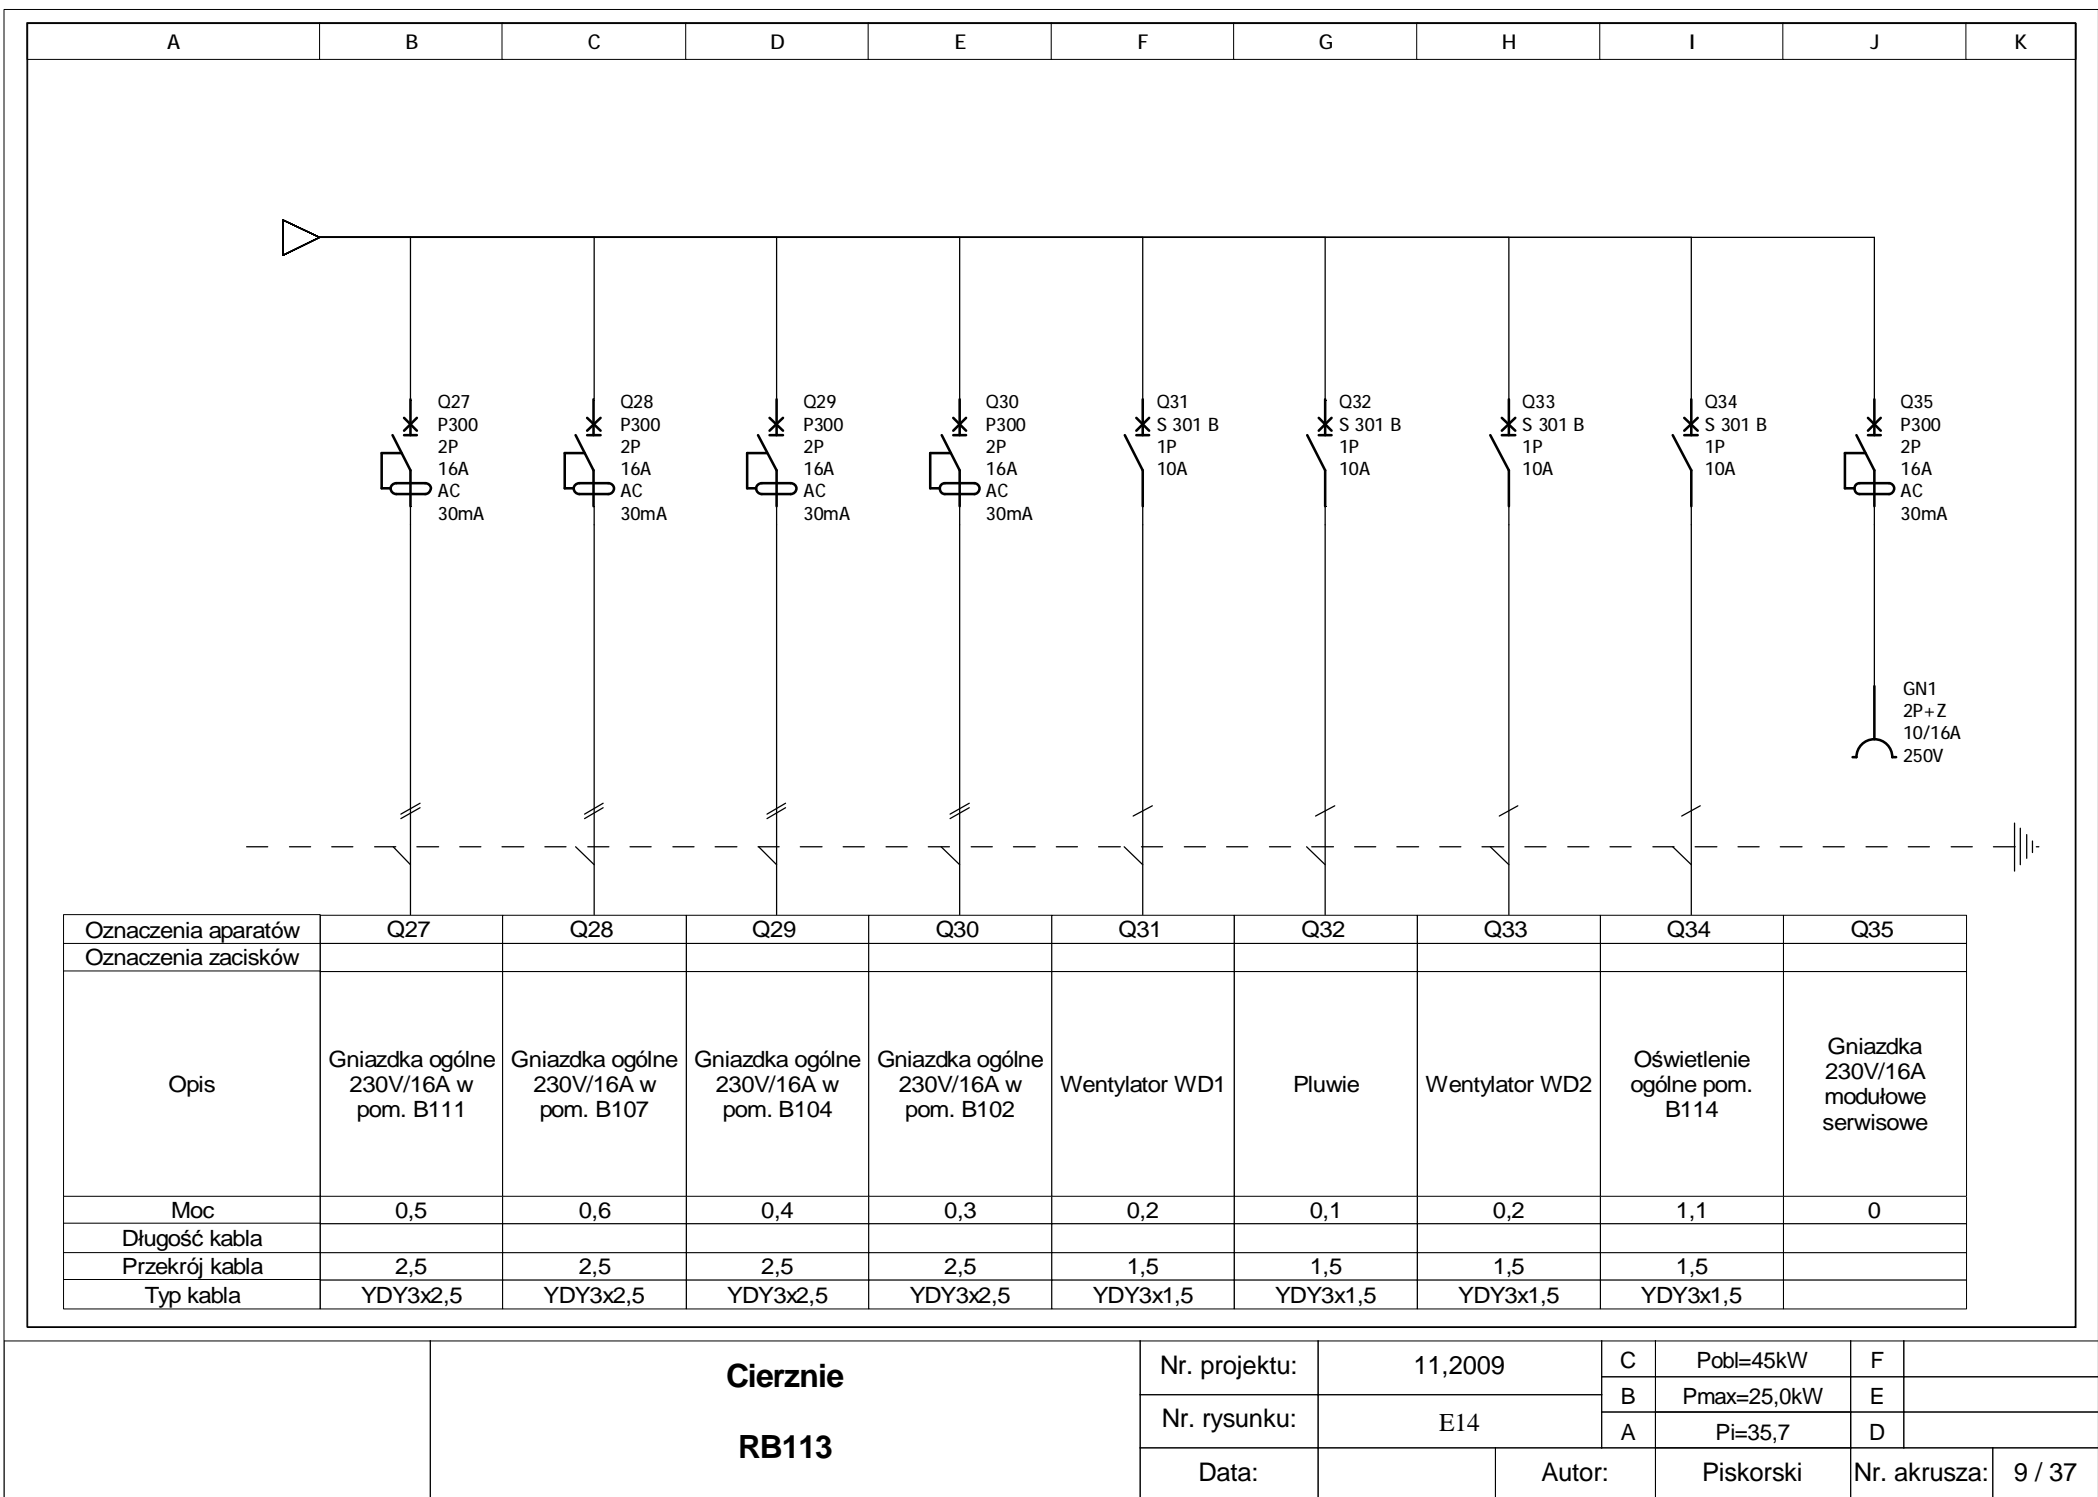 A B C D E F G H I J K
Q27 Q28 Q29 Q30 Q31 Q32 Q33 Q34 Q35
P300 P300 P300 P300 S 301 B S 301 B S 301 B S 301 B P300
2P 2P 2P 2P 1P 1P 1P 1P 2P
16A 16A 16A 16A 10A 10A 10A 10A 16A
AC AC AC AC AC
30mA 30mA 30mA 30mA 30mA
GN1
2P+Z
10/16A
250V
Oznaczenia aparatów Q27 Q28 Q29 Q30 Q31 Q32 Q33 Q34 Q35
Oznaczenia zacisków
Opis
Gniazdka ogólne
230V/16A w
pom. B111
Gniazdka ogólne
230V/16A w
pom. B107
Gniazdka ogólne
230V/16A w
pom. B104
Gniazdka ogólne
230V/16A w
pom. B102
Wentylator WD1
Pluwie
Wentylator WD2
Oświetlenie
ogólne pom.
B114
Gniazdka
230V/16A
modułowe
serwisowe
Moc 0,5 0,6 0,4 0,3 0,2 0,1 0,2 1,1 0
Długość kabla
Przekrój kabla 2,5 2,5 2,5 2,5 1,5 1,5 1,5 1,5
Typ kabla YDY3x2,5 YDY3x2,5 YDY3x2,5 YDY3x2,5 YDY3x1,5 YDY3x1,5 YDY3x1,5 YDY3x1,5
Cierznie
RB113
Nr. projektu: 11,2009
Nr. rysunku: E14
C Pobl=45kW F
B Pmax=25,0kW E
A Pi=35,7 D
Data: Autor: Piskorski Nr. akrusza: 9 / 37